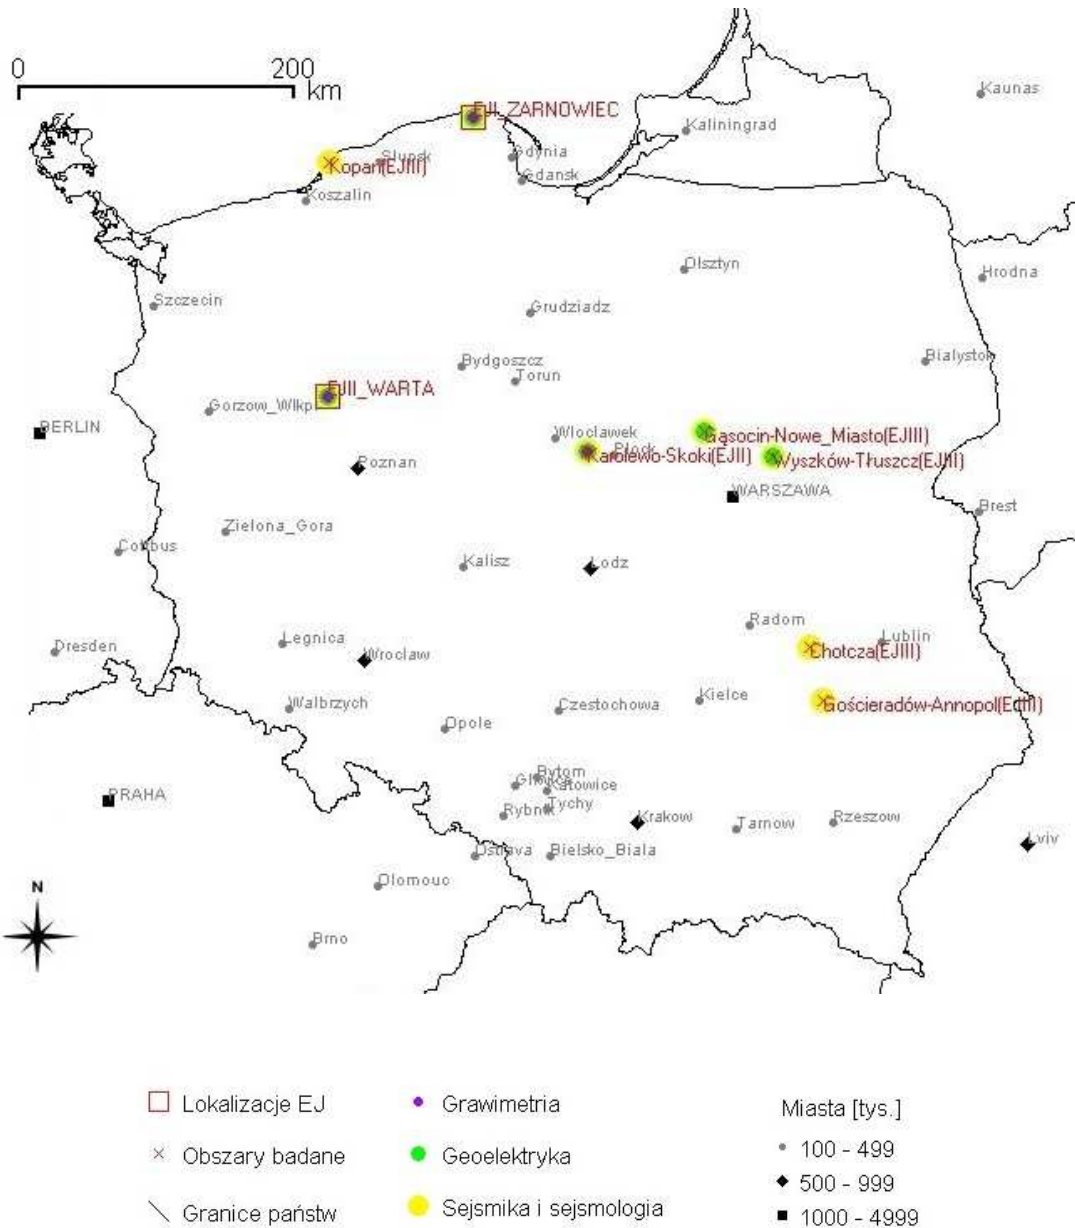 0 200
km
Kaunas
EJI_ZARNOWIEC
Kaliningrad
Slupsk
Kopań(EJIII)
Gdynia
Gdansk
Koszalin
Olsztyn
Hrodna
Szczecin
Grudziadz
Bialystok
Bydgoszcz
Torun
EJII_WARTA
Gorzow_Wlkp
BERLIN
Wloclawek
Gąsocin-Nowe_Miasto(EJIII)
Plock
Karolewo-Skoki(EJII)
Wyszków-Tłuszcz(EJIII)
Poznan
WARSZAWA
Brest
Zielona_Gora
Cottbus
Kalisz
Lodz
Radom
Lublin
Chotcza(EJIII)
Legnica
Dresden
Wroclaw
Walbrzych
Kielce
Gościeradów-Annopol(EJIII)
Czestochowa
Opole
Bytom
Gliwice
Katowice
PRAHA
Tychy
Rybnik
Krakow
Tarnow
Rzeszow
Lviv
Ostrava
Bielsko_Biala
Olomouc
N
Brno
Lokalizacje EJ
Grawimetria
Miasta [tys.]
Obszary badane
Geoelektryka
100 - 499
500 - 999
Granice państw
Sejsmika i sejsmologia
1000 - 4999